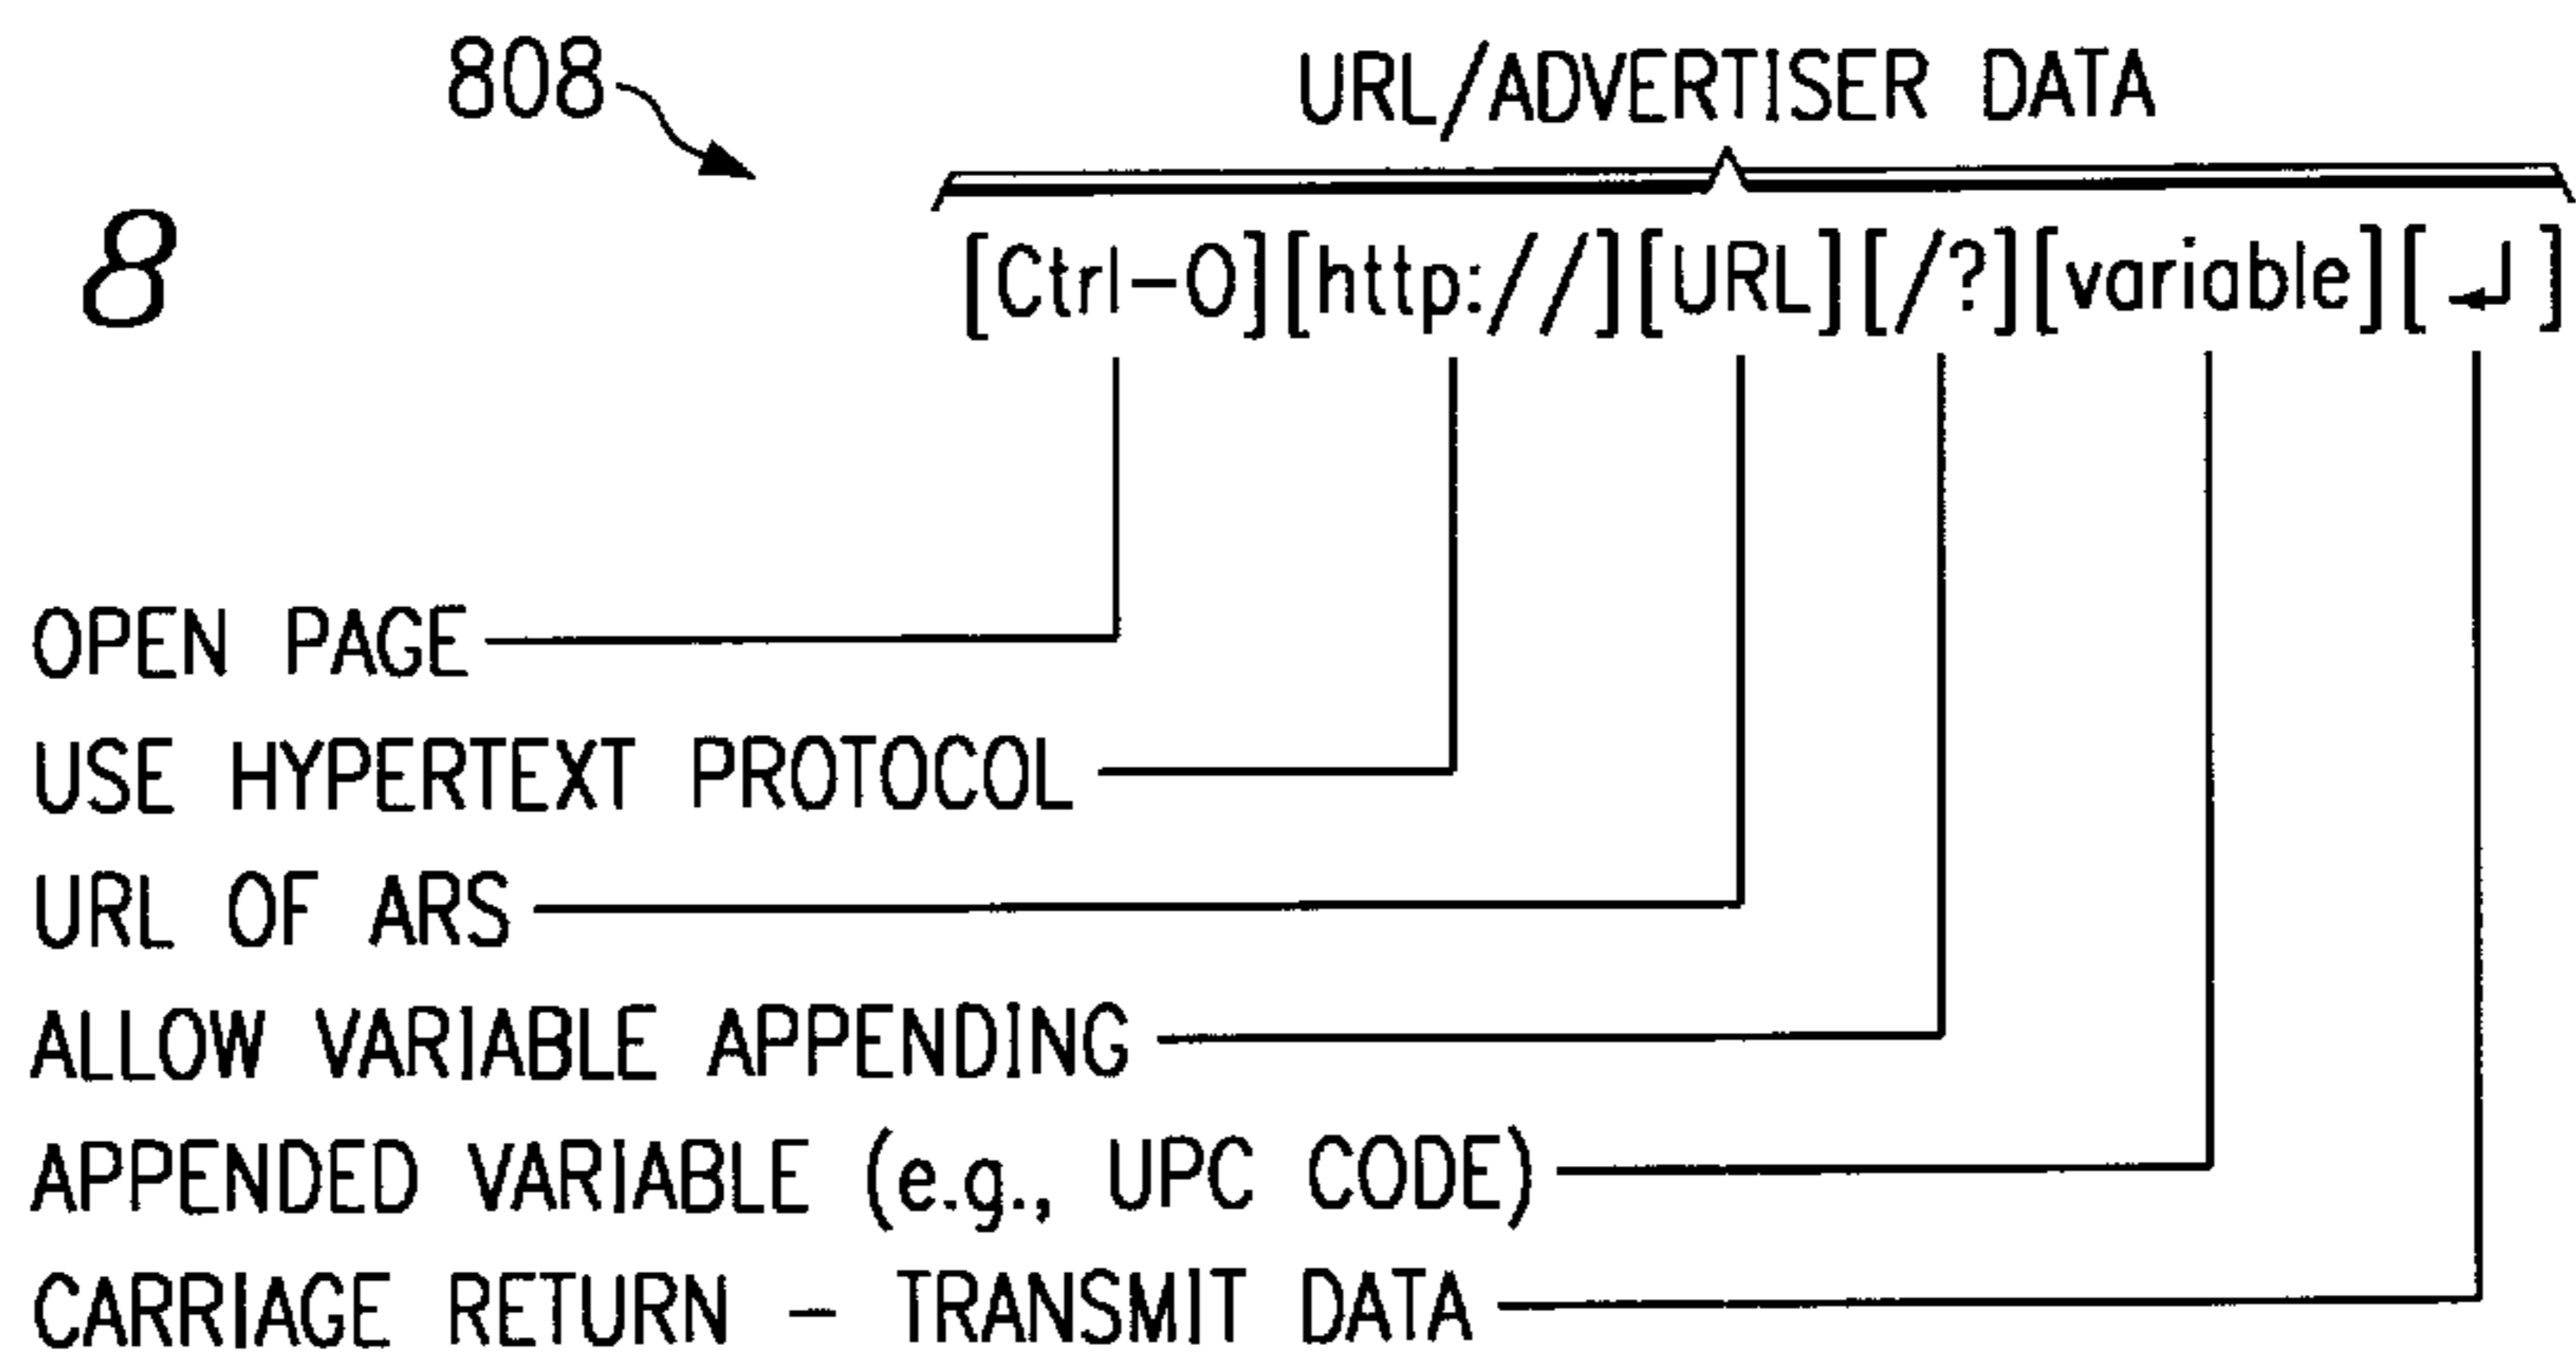 808
URL/ADVERTISER DATA
8
[Ctrl-O][http://][URL][/?][variable][↵]
OPEN PAGE
USE HYPERTEXT PROTOCOL
URL OF ARS
ALLOW VARIABLE APPENDING
APPENDED VARIABLE (e.g., UPC CODE)
CARRIAGE RETURN – TRANSMIT DATA